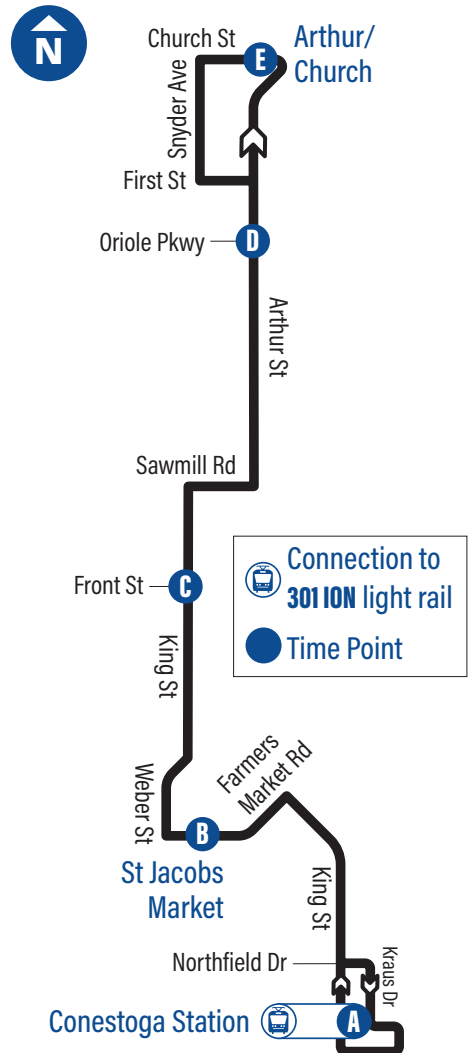 N
Church St
E
Arthur/
Church
Snyder Ave
First St
Oriole Pkwy
D
Arthur St
Sawmill Rd
Connection to
301 ION light rail
Time Point
Front St
C
King St
Farmers
Market Rd
Weber St
B
St Jacobs
Market
King St
Northfield Dr
Kraus Dr
Conestoga Station
A